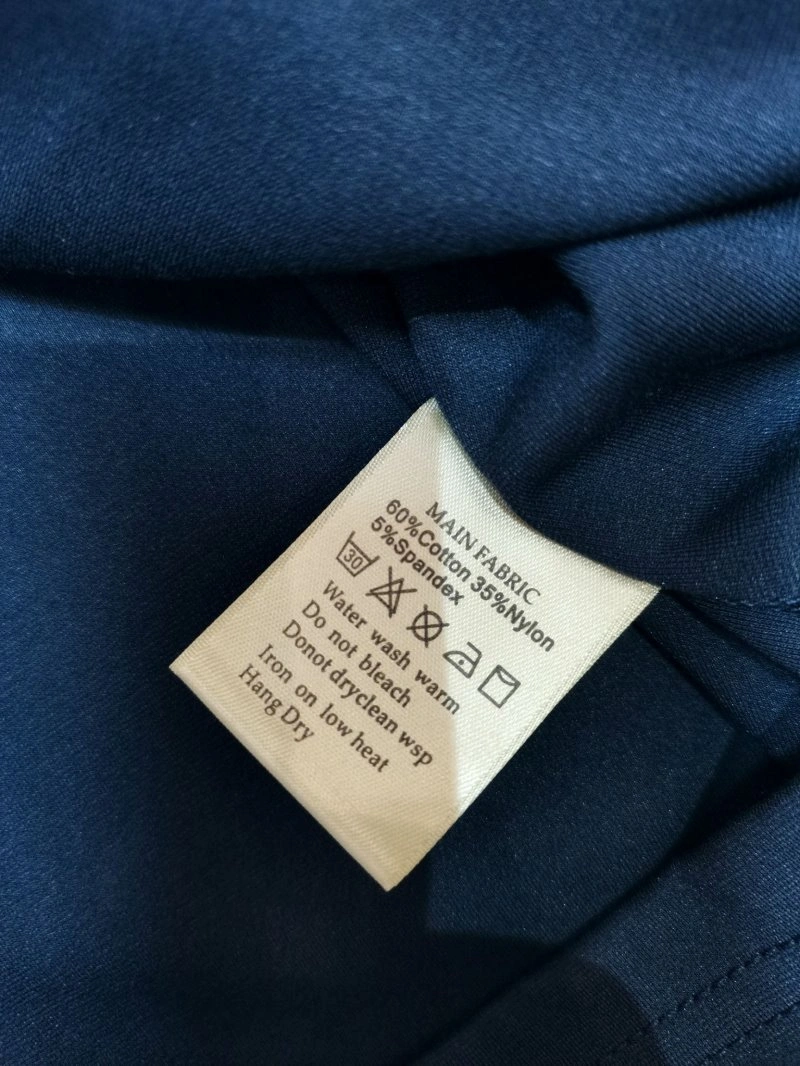 MAIN FABRIC
60%Cotton 35%Nylon
5%Spandex
30
Water wash warm
Do not bleach
Donot dryclean wsp
Iron on low heat
Hang Dry